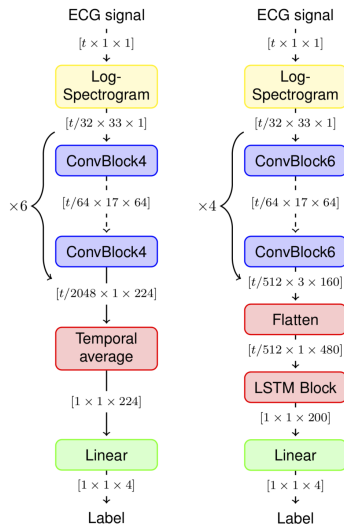 ECG signal
[t × 1 × 1]
Log-
Spectrogram
[t/32 × 33 × 1]
×6
ConvBlock4
[t/64 × 17 × 64]
ConvBlock4
[t/2048 × 1 × 224]
Temporal
average
[1 × 1 × 224]
Linear
[1 × 1 × 4]
Label
ECG signal
[t × 1 × 1]
Log-
Spectrogram
[t/32 × 33 × 1]
×4
ConvBlock6
[t/64 × 17 × 64]
ConvBlock6
[t/512 × 3 × 160]
Flatten
[t/512 × 1 × 480]
LSTM Block
[1 × 1 × 200]
Linear
[1 × 1 × 4]
Label